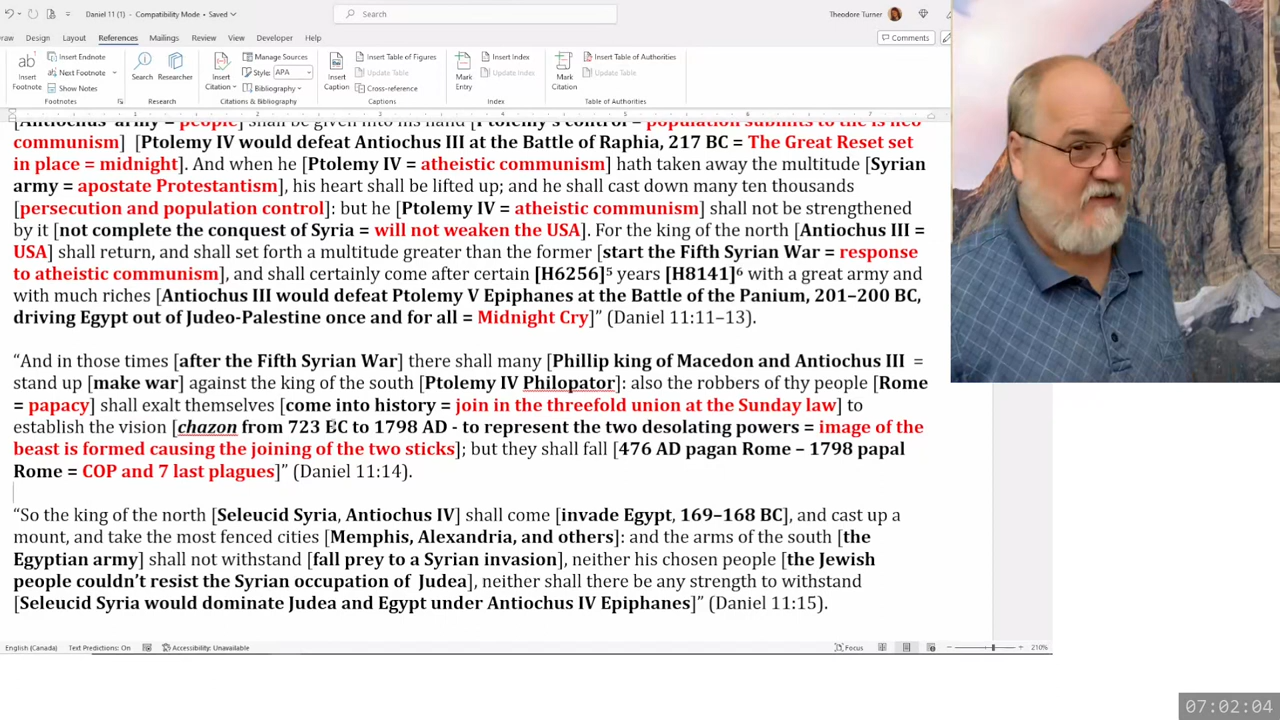 Daniel 11 (1) - Compatibility Mode • Saved
Search
Theodore Turner
raw Design Layout References Mailings Review View Developer Help
Comments
ab
Insert Footnote
Insert Endnote
Next Footnote
Show Notes
Footnotes
Search
Researcher
Research
Insert Citation
Manage Sources
Style: APA
Bibliography
Citations & Bibliography
Insert Caption
Insert Table of Figures
Update Table
Cross-reference
Captions
Mark Entry
Insert Index
Update Index
Index
Mark Citation
Insert Table of Authorities
Update Table
Table of Authorities
[Antiochus' army = people] shall be given into his hand [Ptolemy's control = population submits to the is neo
communism] [Ptolemy IV would defeat Antiochus III at the Battle of Raphia, 217 BC = The Great Reset set
in place = midnight]. And when he [Ptolemy IV = atheistic communism] hath taken away the multitude [Syrian
army = apostate Protestantism], his heart shall be lifted up; and he shall cast down many ten thousands
[persecution and population control]: but he [Ptolemy IV = atheistic communism] shall not be strengthened
by it [not complete the conquest of Syria = will not weaken the USA]. For the king of the north [Antiochus III =
USA] shall return, and shall set forth a multitude greater than the former [start the Fifth Syrian War = response
to atheistic communism], and shall certainly come after certain [H6256]⁵ years [H8141]⁶ with a great army and
with much riches [Antiochus III would defeat Ptolemy V Epiphanes at the Battle of the Panium, 201–200 BC,
driving Egypt out of Judeo-Palestine once and for all = Midnight Cry]” (Daniel 11:11–13).
“And in those times [after the Fifth Syrian War] there shall many [Phillip king of Macedon and Antiochus III =
stand up [make war] against the king of the south [Ptolemy IV Philopator]: also the robbers of thy people [Rome
= papacy] shall exalt themselves [come into history = join in the threefold union at the Sunday law] to
establish the vision [chazon from 723 BC to 1798 AD - to represent the two desolating powers = image of the
beast is formed causing the joining of the two sticks]; but they shall fall [476 AD pagan Rome – 1798 papal
Rome = COP and 7 last plagues]” (Daniel 11:14).
“So the king of the north [Seleucid Syria, Antiochus IV] shall come [invade Egypt, 169–168 BC], and cast up a
mount, and take the most fenced cities [Memphis, Alexandria, and others]: and the arms of the south [the
Egyptian army] shall not withstand [fall prey to a Syrian invasion], neither his chosen people [the Jewish
people couldn’t resist the Syrian occupation of Judea], neither shall there be any strength to withstand
[Seleucid Syria would dominate Judea and Egypt under Antiochus IV Epiphanes]” (Daniel 11:15).
English (Canada) Text Predictions: On Accessibility: Unavailable Focus 210%
07:02:04